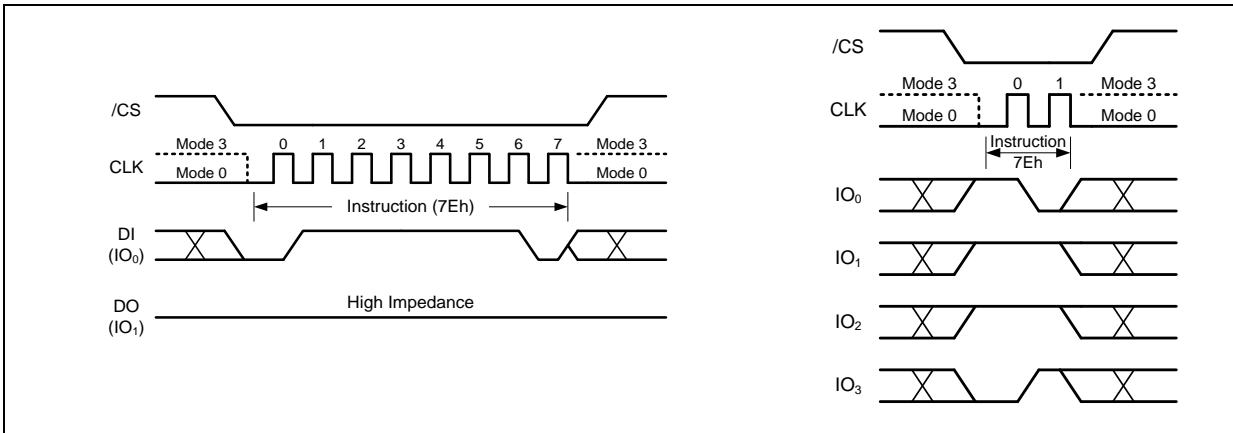 /CS
CLK
Mode 3
Mode 0
0 1 2 3 4 5 6 7
Mode 3
Mode 0
Instruction (7Eh)
DI
(IO₀)
DO
(IO₁)
High Impedance
/CS
CLK
Mode 3
Mode 0
0 1
Mode 3
Mode 0
Instruction
7Eh
IO₀
IO₁
IO₂
IO₃